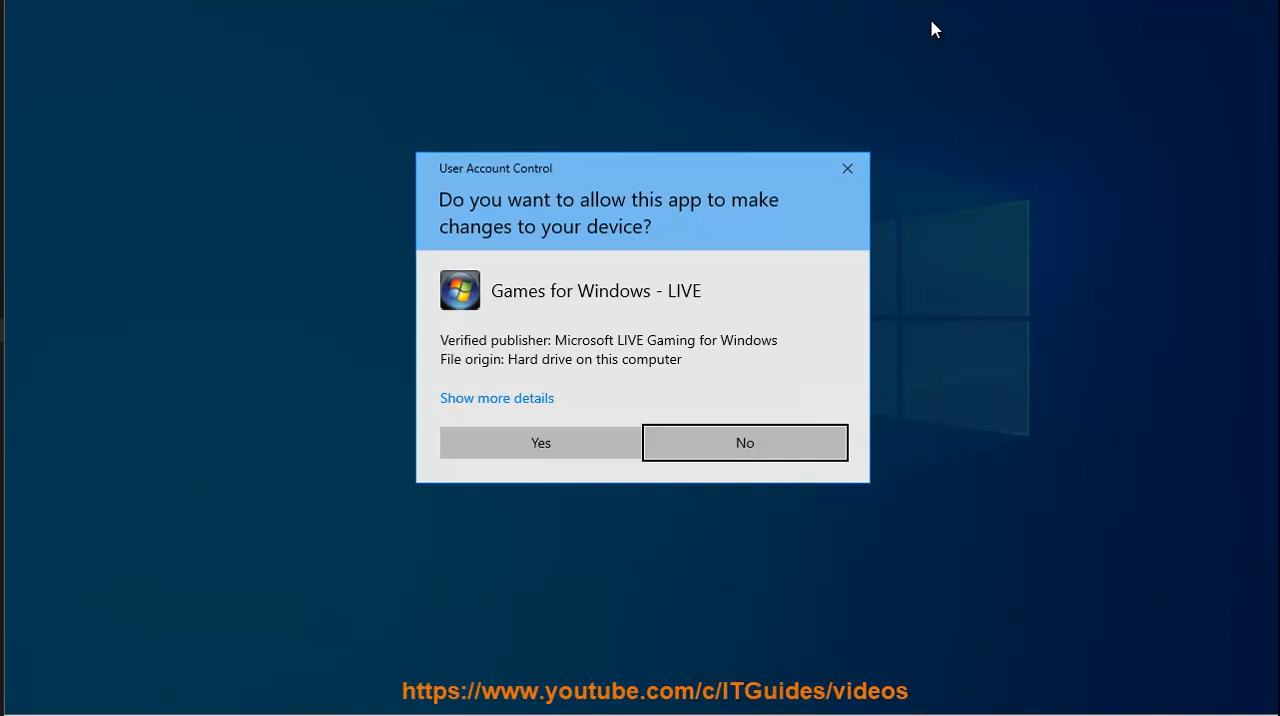 User Account Control
Do you want to allow this app to make
changes to your device?
Games for Windows - LIVE
Verified publisher: Microsoft LIVE Gaming for Windows
File origin: Hard drive on this computer
Show more details
Yes No
https://www.youtube.com/c/ITGuides/videos